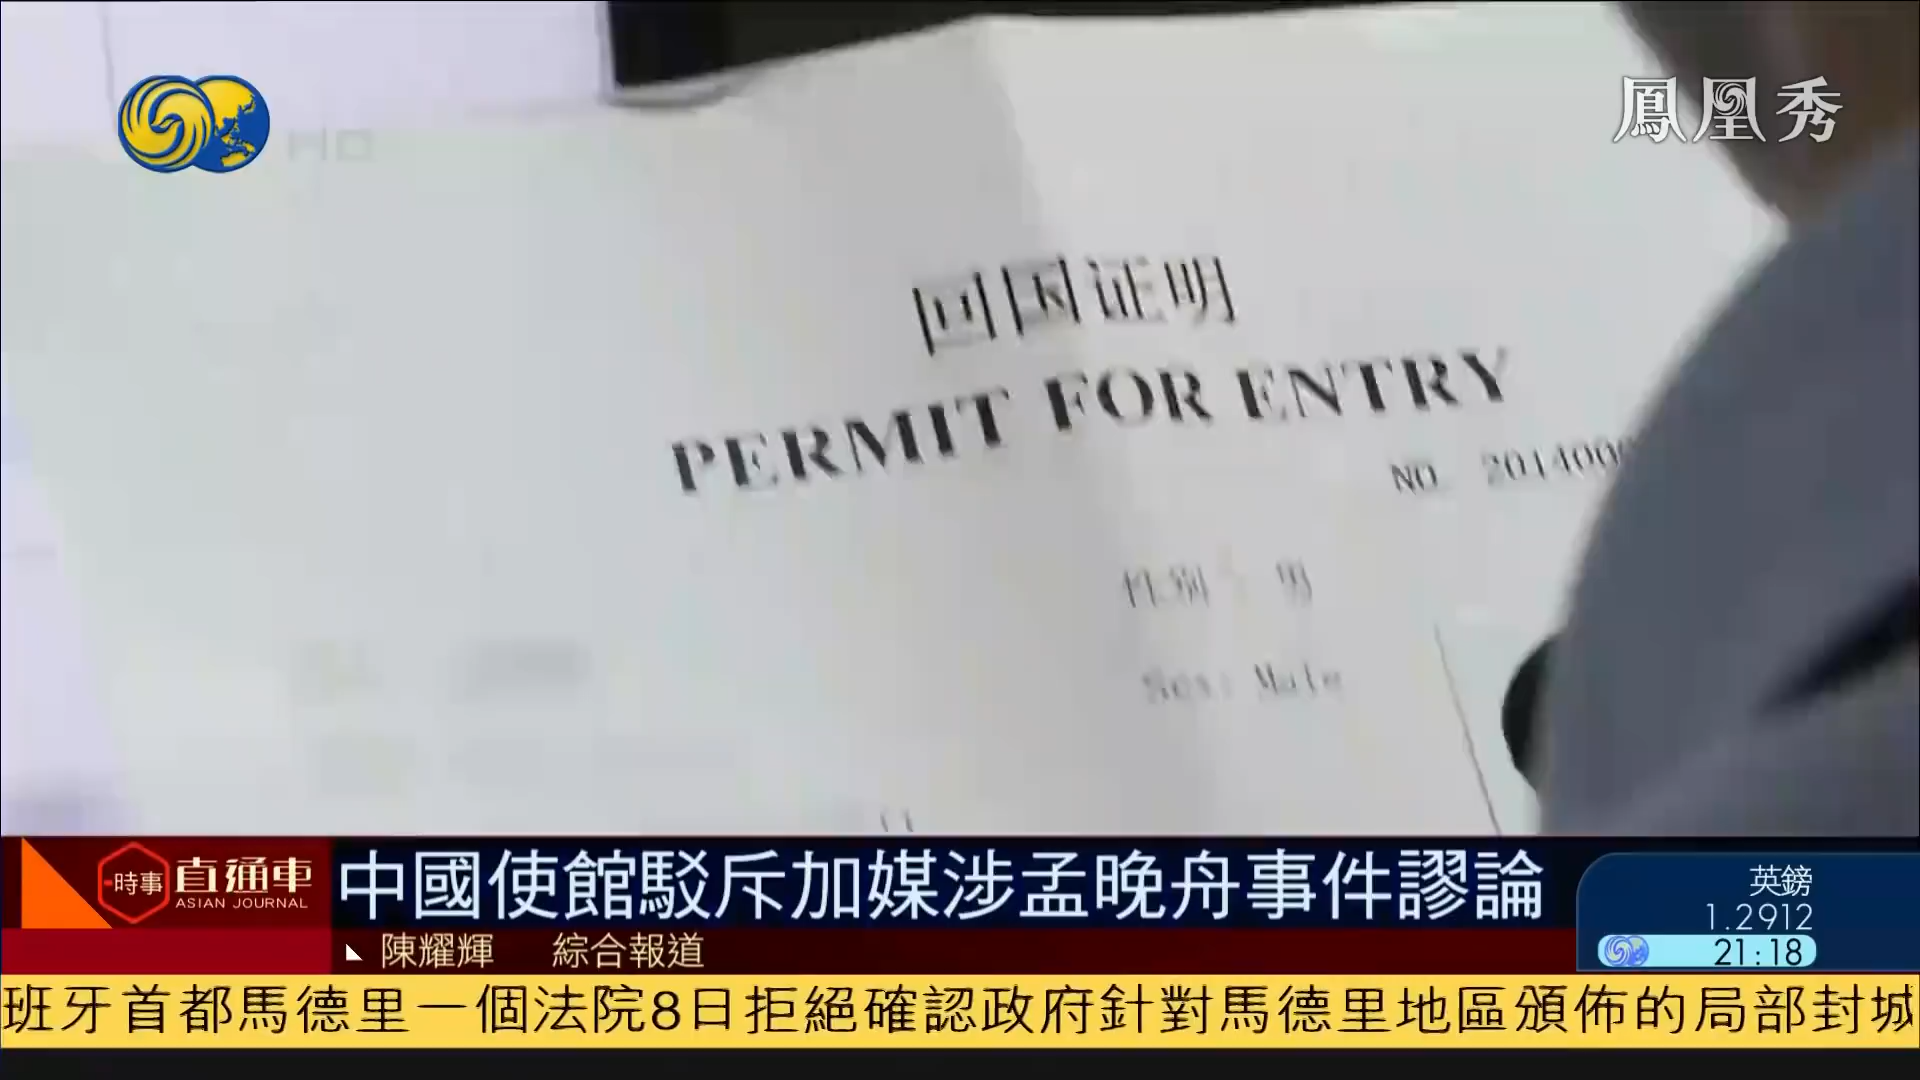 鳳凰秀
回国证明
PERMIT FOR ENTRY
NO. 201400
性别 男
Sex: Male
時事
直通車
ASIAN JOURNAL
中國使館駁斥加媒涉孟晚舟事件謬論
陳耀輝 綜合報道
英鎊
1.2912
21:18
班牙首都馬德里一個法院8日拒絕確認政府針對馬德里地區頒佈的局部封城